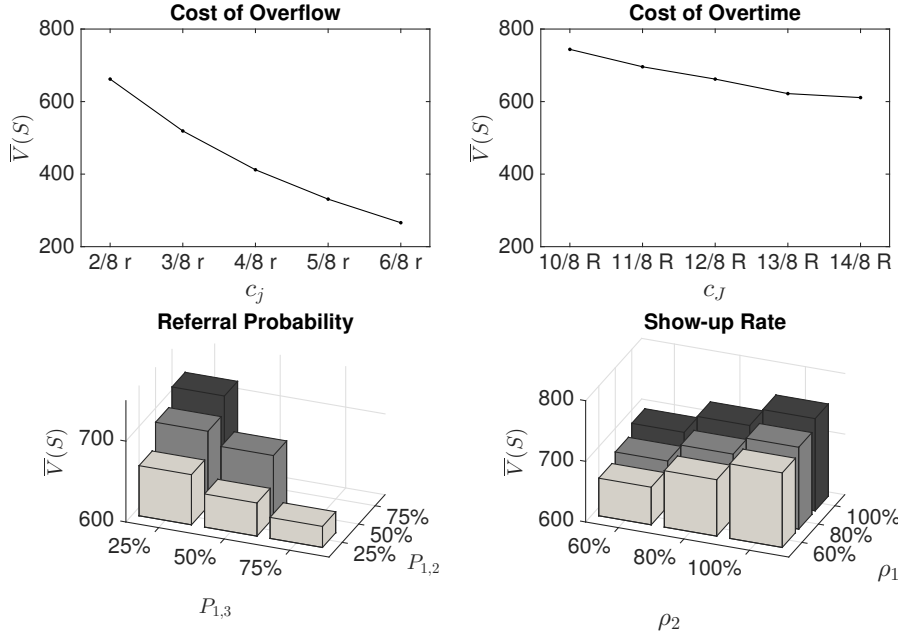 Cost of Overflow
800
600
400
200
V̅(S)
2/8 r 3/8 r 4/8 r 5/8 r 6/8 r
c_j
Cost of Overtime
800
600
400
200
V̅(S)
10/8 R 11/8 R 12/8 R 13/8 R 14/8 R
c_J
Referral Probability
700
600
V̅(S)
25% 50% 75%
P_{1,3}
75%
50%
25%
P_{1,2}
Show-up Rate
800
700
600
V̅(S)
60% 80% 100%
ρ_2
100%
80%
60%
ρ_1